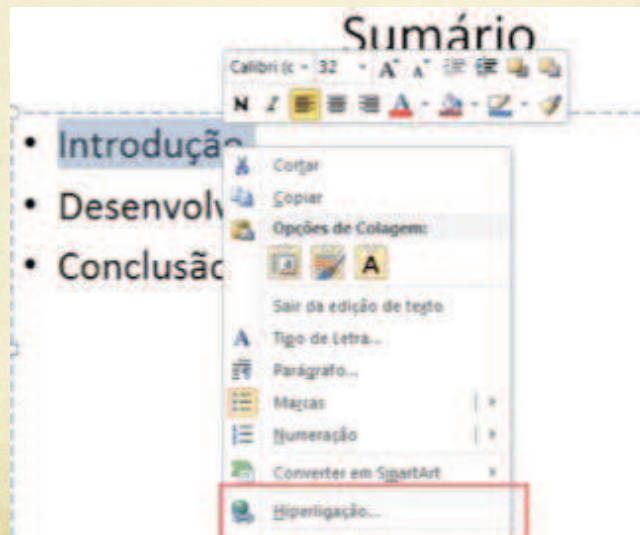 Sumário
Calibri (c 32 A A
N I A
• Introdução
• Desenvolv
• Conclusão
Cortar
Copiar
Opções de Colagem:
A
Sair da edição de texto
A Tipo de Letra...
Parágrafo...
Marcas
Numeração
Converter em SmartArt
Hiperligação...